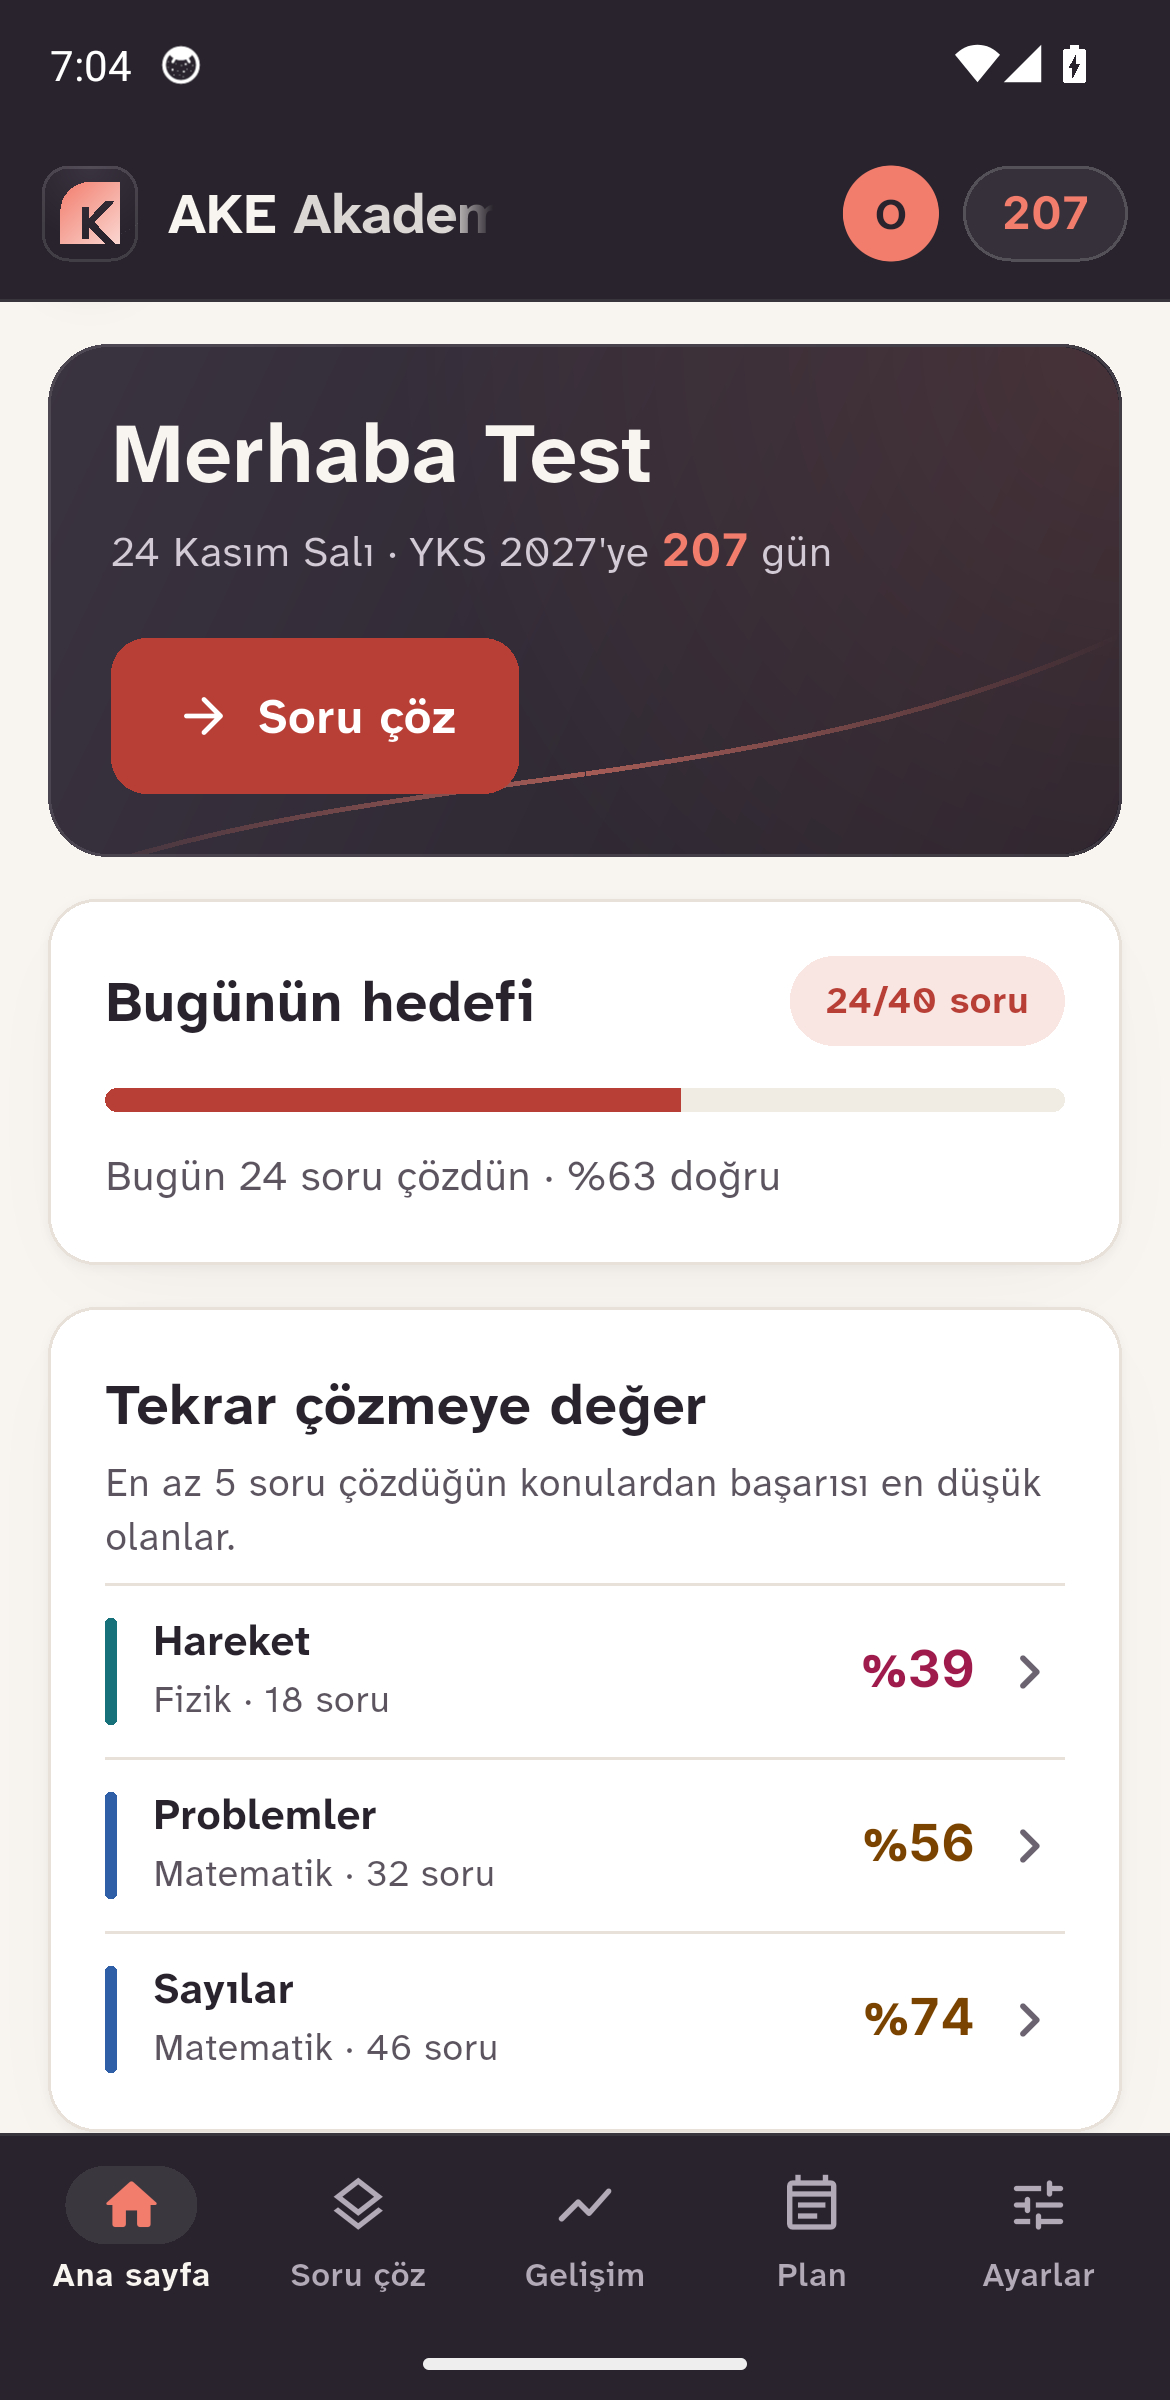 7:04
AKE Akadem
O
207
Merhaba Test
24 Kasım Salı · YKS 2027'ye 207 gün
Soru çöz
Bugünün hedefi
24/40 soru
Bugün 24 soru çözdün · %63 doğru
Tekrar çözmeye değer
En az 5 soru çözdüğün konulardan başarısı en düşük
olanlar.
Hareket
%39
Fizik · 18 soru
Problemler
%56
Matematik · 32 soru
Sayılar
%74
Matematik · 46 soru
Ana sayfa
Soru çöz
Gelişim
Plan
Ayarlar